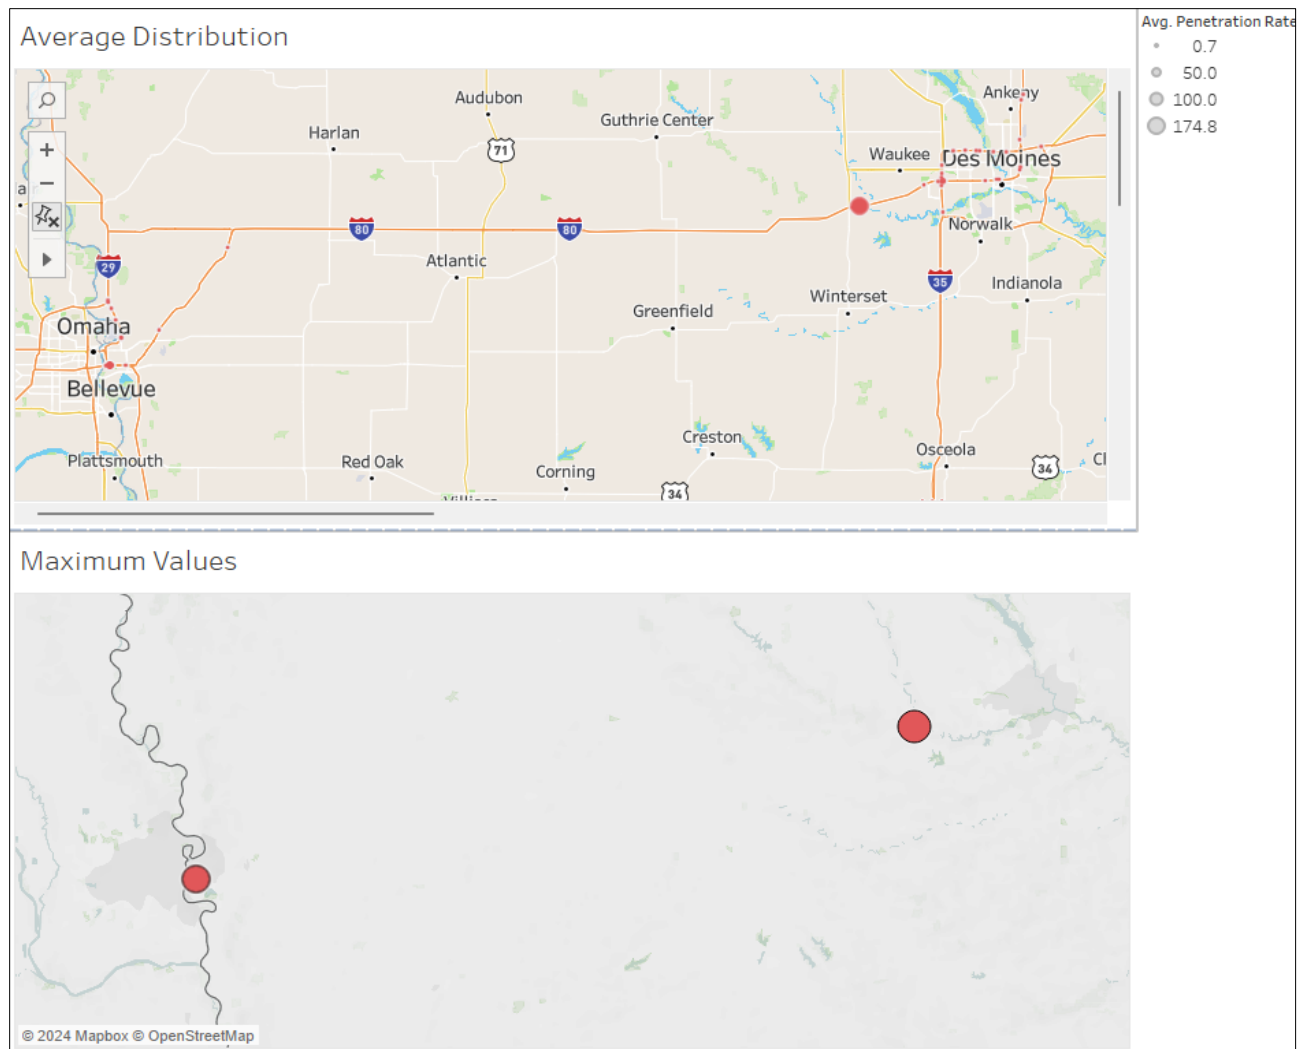 Average Distribution
Avg. Penetration Rate
0.7
50.0
100.0
174.8
Audubon
Ankeny
Guthrie Center
Harlan
71
Waukee
Des Moines
80
80
Norwalk
29
Atlantic
35
Indianola
Winterset
Greenfield
Omaha
Bellevue
Creston
Osceola
Plattsmouth
Red Oak
Corning
34
34
Maximum Values
© 2024 Mapbox © OpenStreetMap